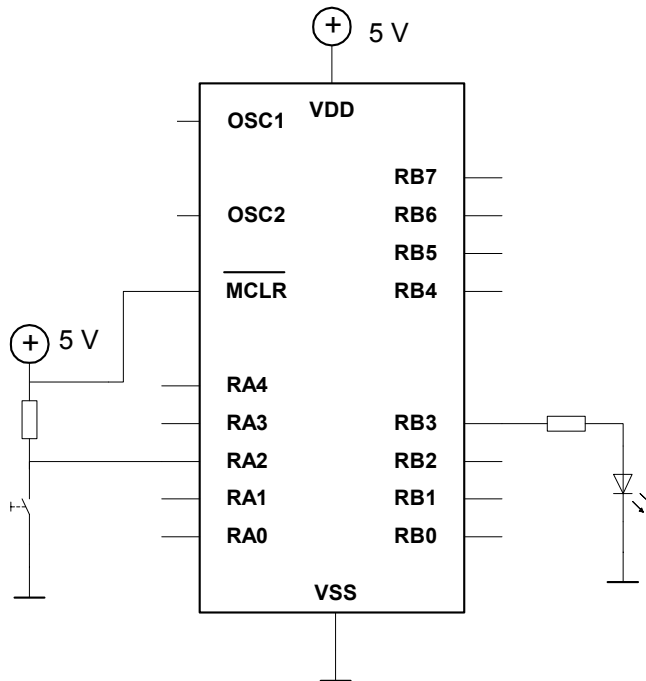 + 5 V
VDD
OSC1
RB7
OSC2
RB6
RB5
MCLR
RB4
+ 5 V
RA4
RA3
RB3
RA2
RB2
RA1
RB1
RA0
RB0
VSS